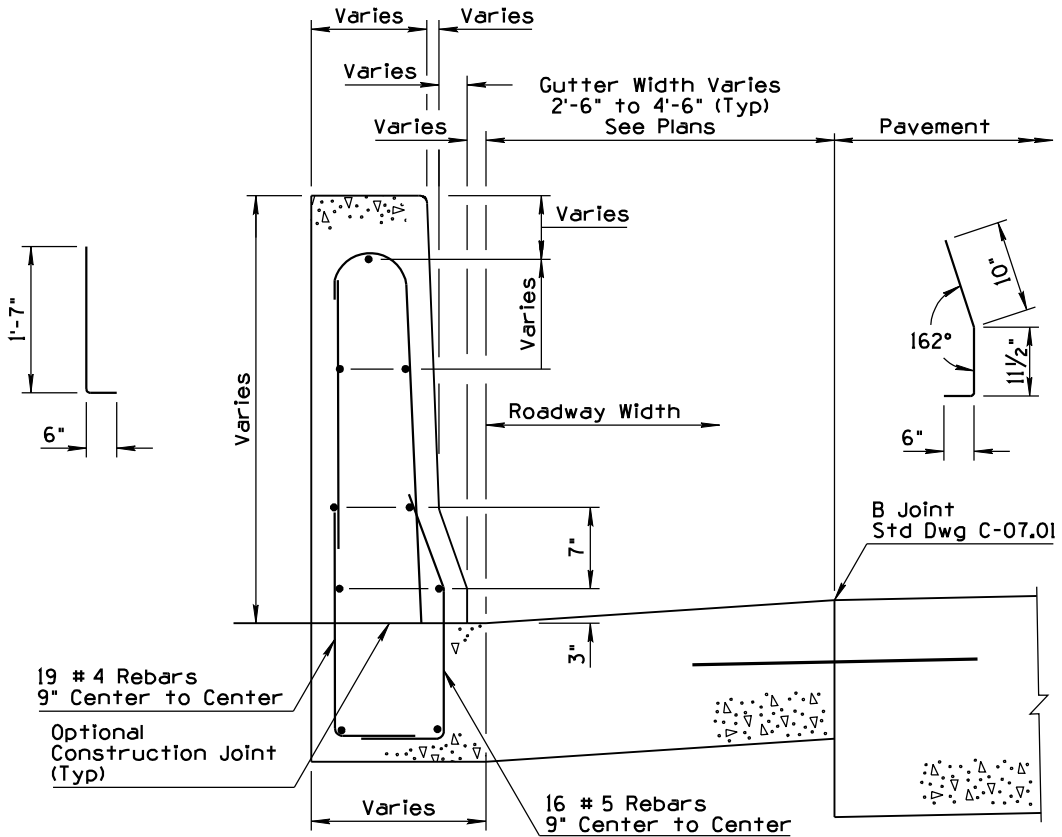 Varies
Varies
Varies
Gutter Width Varies
2'-6" to 4'-6" (Typ)
See Plans
Varies
Pavement
Varies
1'-7"
10"
Varies
162°
11 1/2"
Varies
Roadway Width
6"
6"
B Joint
Std Dwg C-07.01
7"
3"
19 #4 Rebars
9" Center to Center
Optional
Construction Joint
(Typ)
Varies
16 #5 Rebars
9" Center to Center